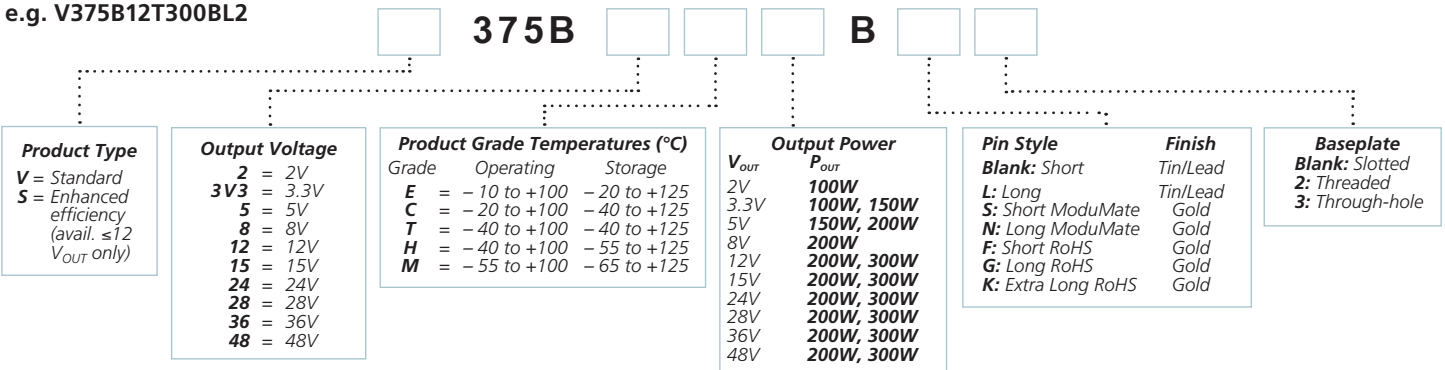 e.g. V375B12T300BL2
375B B
Product Type
V = Standard
S = Enhanced
efficiency
(avail. ≤12
VOUT only)
Output Voltage
2 = 2V
3V3 = 3.3V
5 = 5V
8 = 8V
12 = 12V
15 = 15V
24 = 24V
28 = 28V
36 = 36V
48 = 48V
Product Grade Temperatures (°C)
Grade Operating Storage
E = – 10 to +100 – 20 to +125
C = – 20 to +100 – 40 to +125
T = – 40 to +100 – 40 to +125
H = – 40 to +100 – 55 to +125
M = – 55 to +100 – 65 to +125
Output Power
VOUT POUT
2V 100W
3.3V 100W, 150W
5V 150W, 200W
8V 200W
12V 200W, 300W
15V 200W, 300W
24V 200W, 300W
28V 200W, 300W
36V 200W, 300W
48V 200W, 300W
Pin Style Finish
Blank: Short Tin/Lead
L: Long Tin/Lead
S: Short ModuMate Gold
N: Long ModuMate Gold
F: Short RoHS Gold
G: Long RoHS Gold
K: Extra Long RoHS Gold
Baseplate
Blank: Slotted
2: Threaded
3: Through-hole